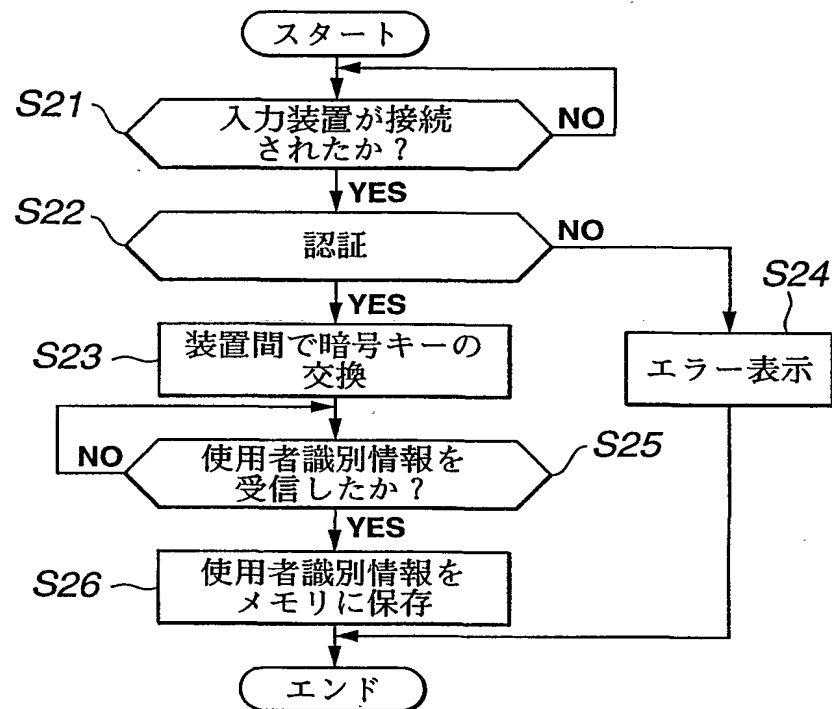 スタート
S21
入力装置が接続
されたか?
NO
YES
S22
認証
NO
YES
S24
エラー表示
S23
装置間で暗号キーの
交換
NO
使用者識別情報を
受信したか?
S25
YES
S26
使用者識別情報を
メモリに保存
エンド